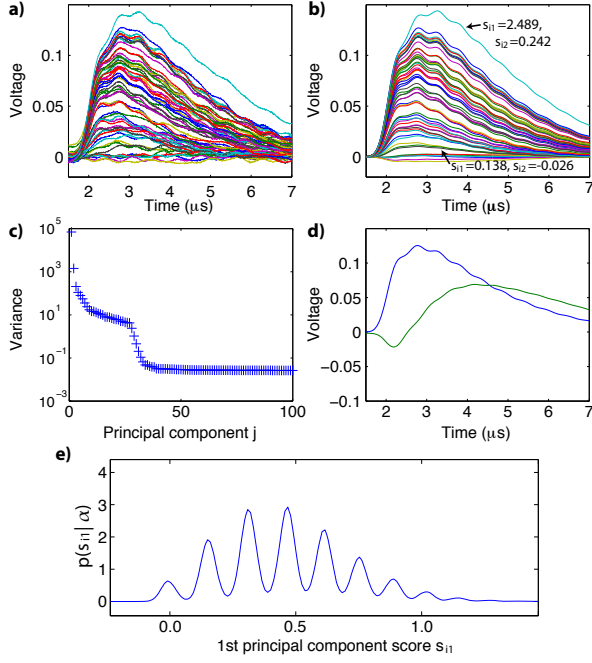 a)
Voltage
0.1
0.05
0
2 3 4 5 6 7
Time (μs)
b)
Voltage
0.1
0.05
0
s_i1=2.489,
s_i2=0.242
s_i1=0.138, s_i2=-0.026
2 3 4 5 6 7
Time (μs)
c)
Variance
10^5
10^3
10^1
10^-1
10^-3
0 50 100
Principal component j
d)
Voltage
0.1
0.05
0
-0.05
-0.1
2 3 4 5 6 7
Time (μs)
e)
p(s_i1| α)
4
3
2
1
0
0.0 0.5 1.0
1st principal component score s_i1